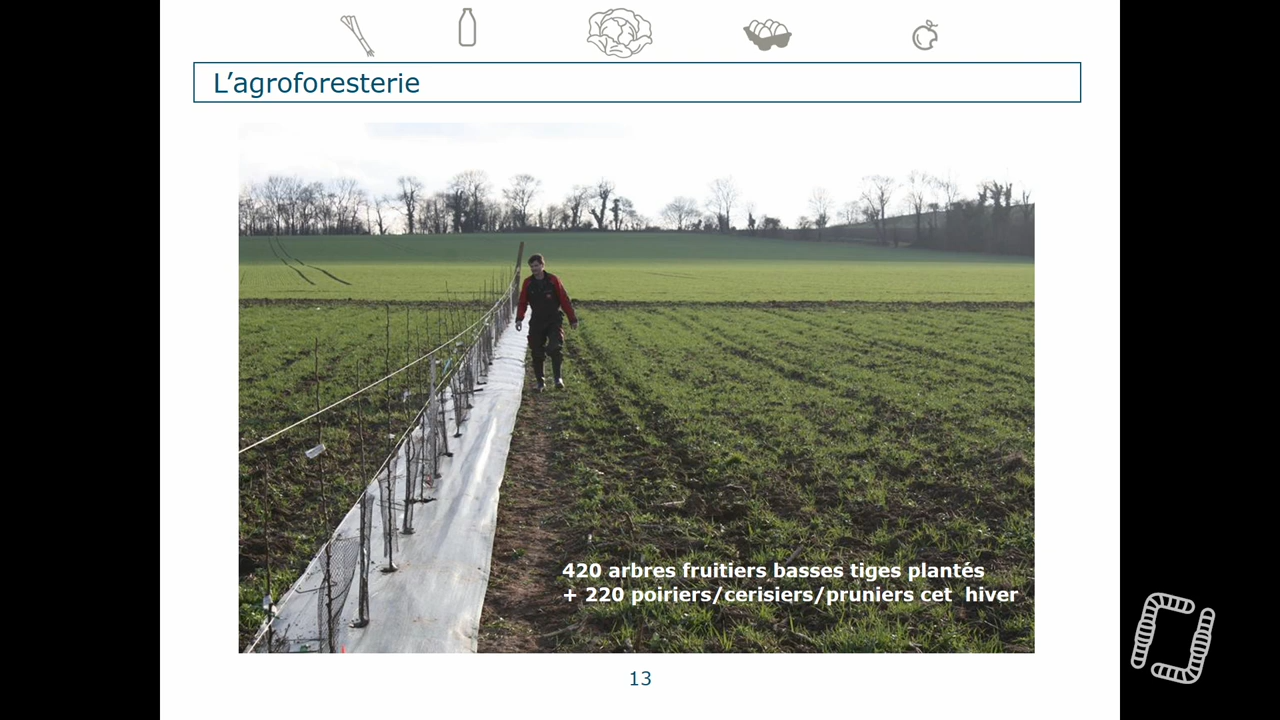 L’agroforesterie
420 arbres fruitiers basses tiges plantés
+ 220 poiriers/cerisiers/pruniers cet  hiver
13